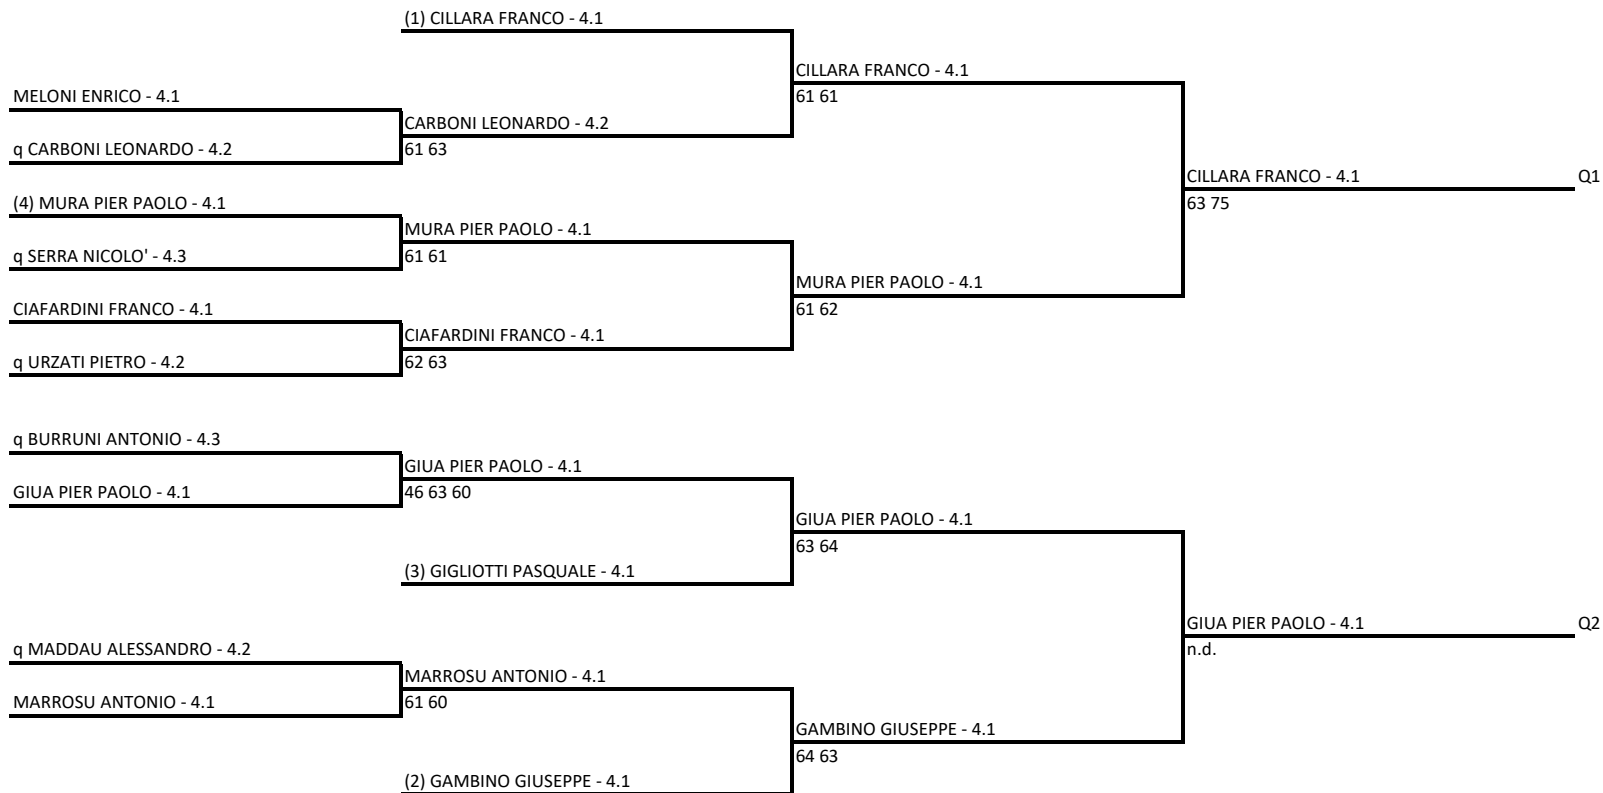 (1) CILLARA FRANCO - 4.1
CILLARA FRANCO - 4.1
MELONI ENRICO - 4.1
61 61
CARBONI LEONARDO - 4.2
q CARBONI LEONARDO - 4.2
61 63
CILLARA FRANCO - 4.1
Q1
(4) MURA PIER PAOLO - 4.1
63 75
MURA PIER PAOLO - 4.1
q SERRA NICOLO' - 4.3
61 61
MURA PIER PAOLO - 4.1
CIAFARDINI FRANCO - 4.1
61 62
CIAFARDINI FRANCO - 4.1
q URZATI PIETRO - 4.2
62 63
q BURRUNI ANTONIO - 4.3
GIUA PIER PAOLO - 4.1
GIUA PIER PAOLO - 4.1
46 63 60
GIUA PIER PAOLO - 4.1
63 64
(3) GIGLIOTTI PASQUALE - 4.1
GIUA PIER PAOLO - 4.1
Q2
q MADDAU ALESSANDRO - 4.2
n.d.
MARROSU ANTONIO - 4.1
MARROSU ANTONIO - 4.1
61 60
GAMBINO GIUSEPPE - 4.1
64 63
(2) GAMBINO GIUSEPPE - 4.1